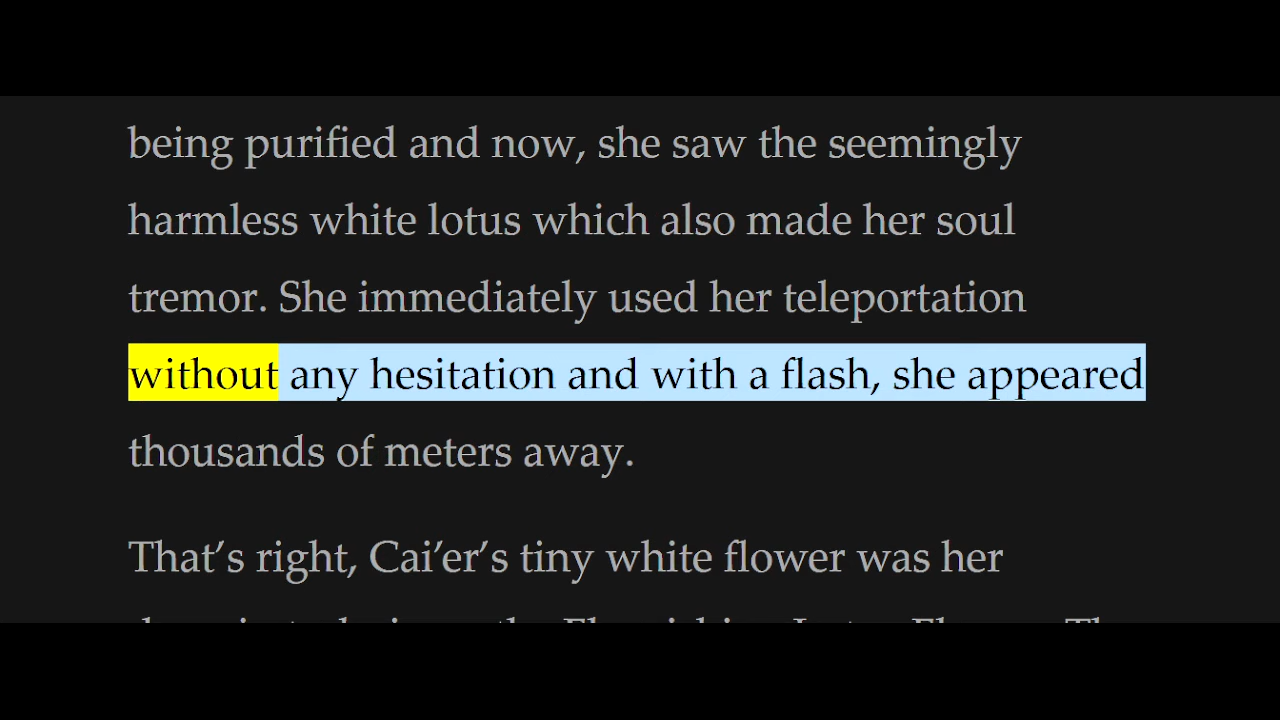 being purified and now, she saw the seemingly
harmless white lotus which also made her soul
tremor. She immediately used her teleportation
without any hesitation and with a flash, she appeared
thousands of meters away.
That’s right, Cai’er’s tiny white flower was her